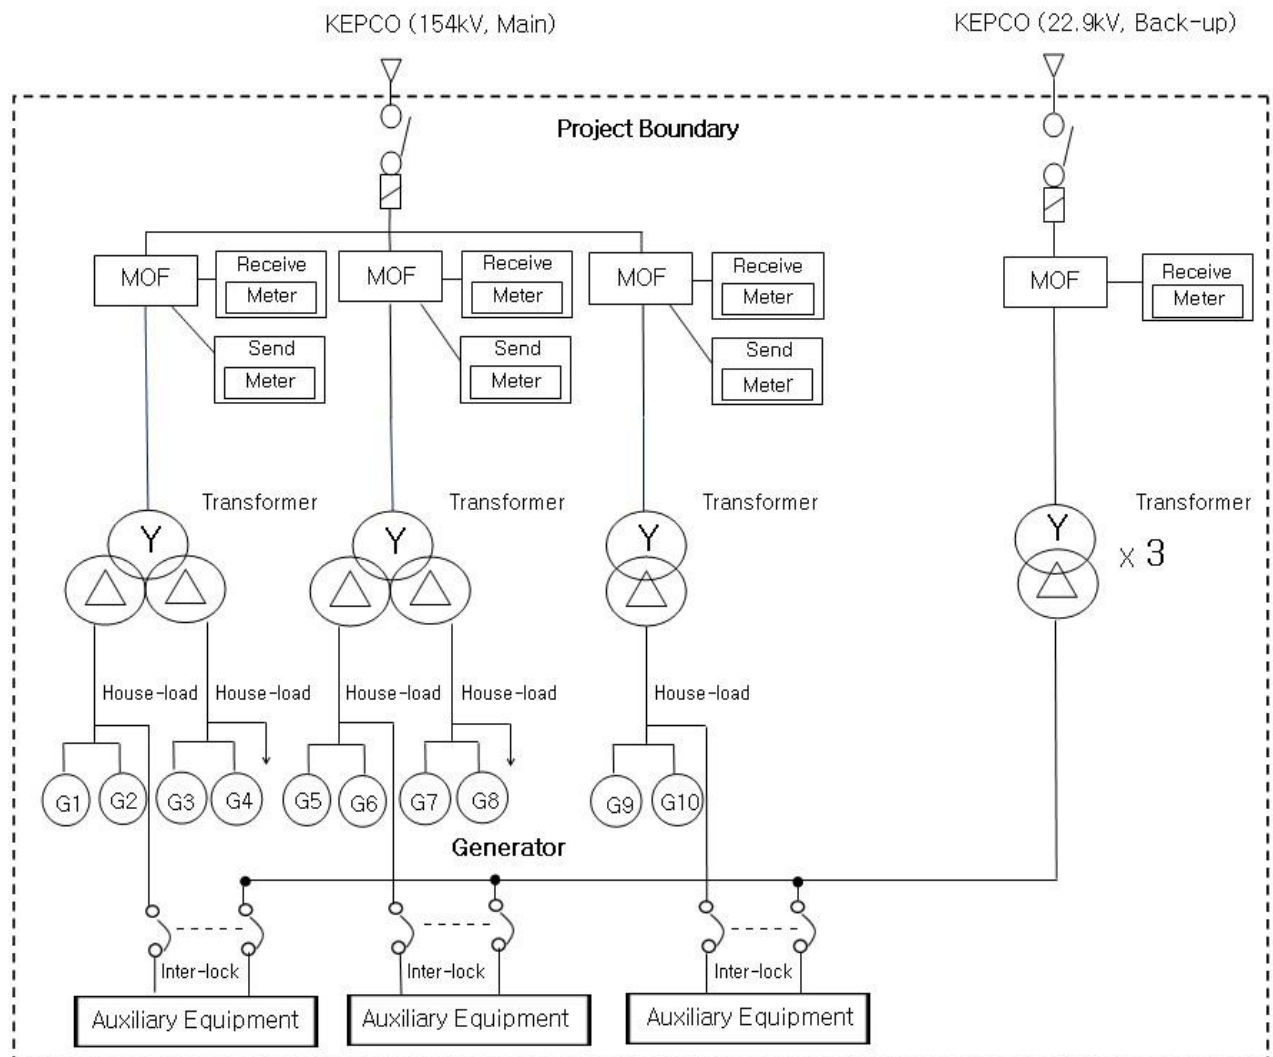 KEPCO (154kV, Main)
KEPCO (22.9kV, Back-up)
Project Boundary
MOF
Receive
Meter
Send
Meter
MOF
Receive
Meter
Send
Meter
MOF
Receive
Meter
Send
Meter
MOF
Receive
Meter
Transformer
Y
Transformer
Y
Transformer
Y
Transformer
Y
x 3
House-load
House-load
House-load
House-load
House-load
G1
G2
G3
G4
G5
G6
G7
G8
G9
G10
Generator
Inter-lock
Inter-lock
Inter-lock
Auxiliary Equipment
Auxiliary Equipment
Auxiliary Equipment